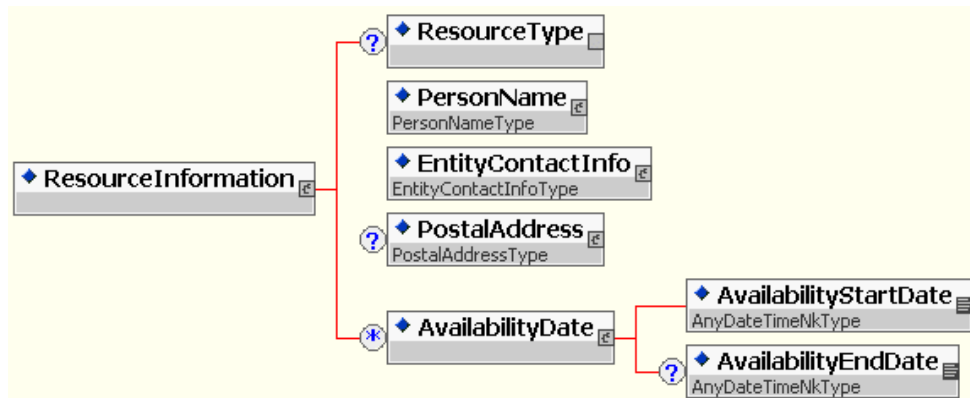 ? ResourceType
PersonName
PersonNameType
EntityContactInfo
ResourceInformation
EntityContactInfoType
? PostalAddress
PostalAddressType
AvailabilityStartDate
* AvailabilityDate
AnyDateTimeNkType
? AvailabilityEndDate
AnyDateTimeNkType